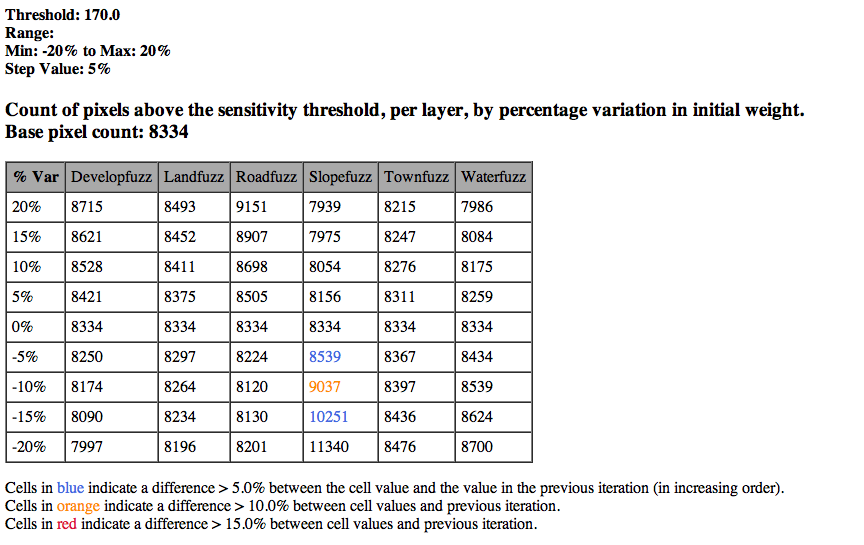 Threshold: 170.0
Range:
Min: -20% to Max: 20%
Step Value: 5%
Count of pixels above the sensitivity threshold, per layer, by percentage variation in initial weight.
Base pixel count: 8334
% Var Developfuzz Landfuzz Roadfuzz Slopefuzz Townfuzz Waterfuzz
20% 8715 8493 9151 7939 8215 7986
15% 8621 8452 8907 7975 8247 8084
10% 8528 8411 8698 8054 8276 8175
5% 8421 8375 8505 8156 8311 8259
0% 8334 8334 8334 8334 8334 8334
-5% 8250 8297 8224 8539 8367 8434
-10% 8174 8264 8120 9037 8397 8539
-15% 8090 8234 8130 10251 8436 8624
-20% 7997 8196 8201 11340 8476 8700
Cells in blue indicate a difference > 5.0% between the cell value and the value in the previous iteration (in increasing order).
Cells in orange indicate a difference > 10.0% between cell values and previous iteration.
Cells in red indicate a difference > 15.0% between cell values and previous iteration.